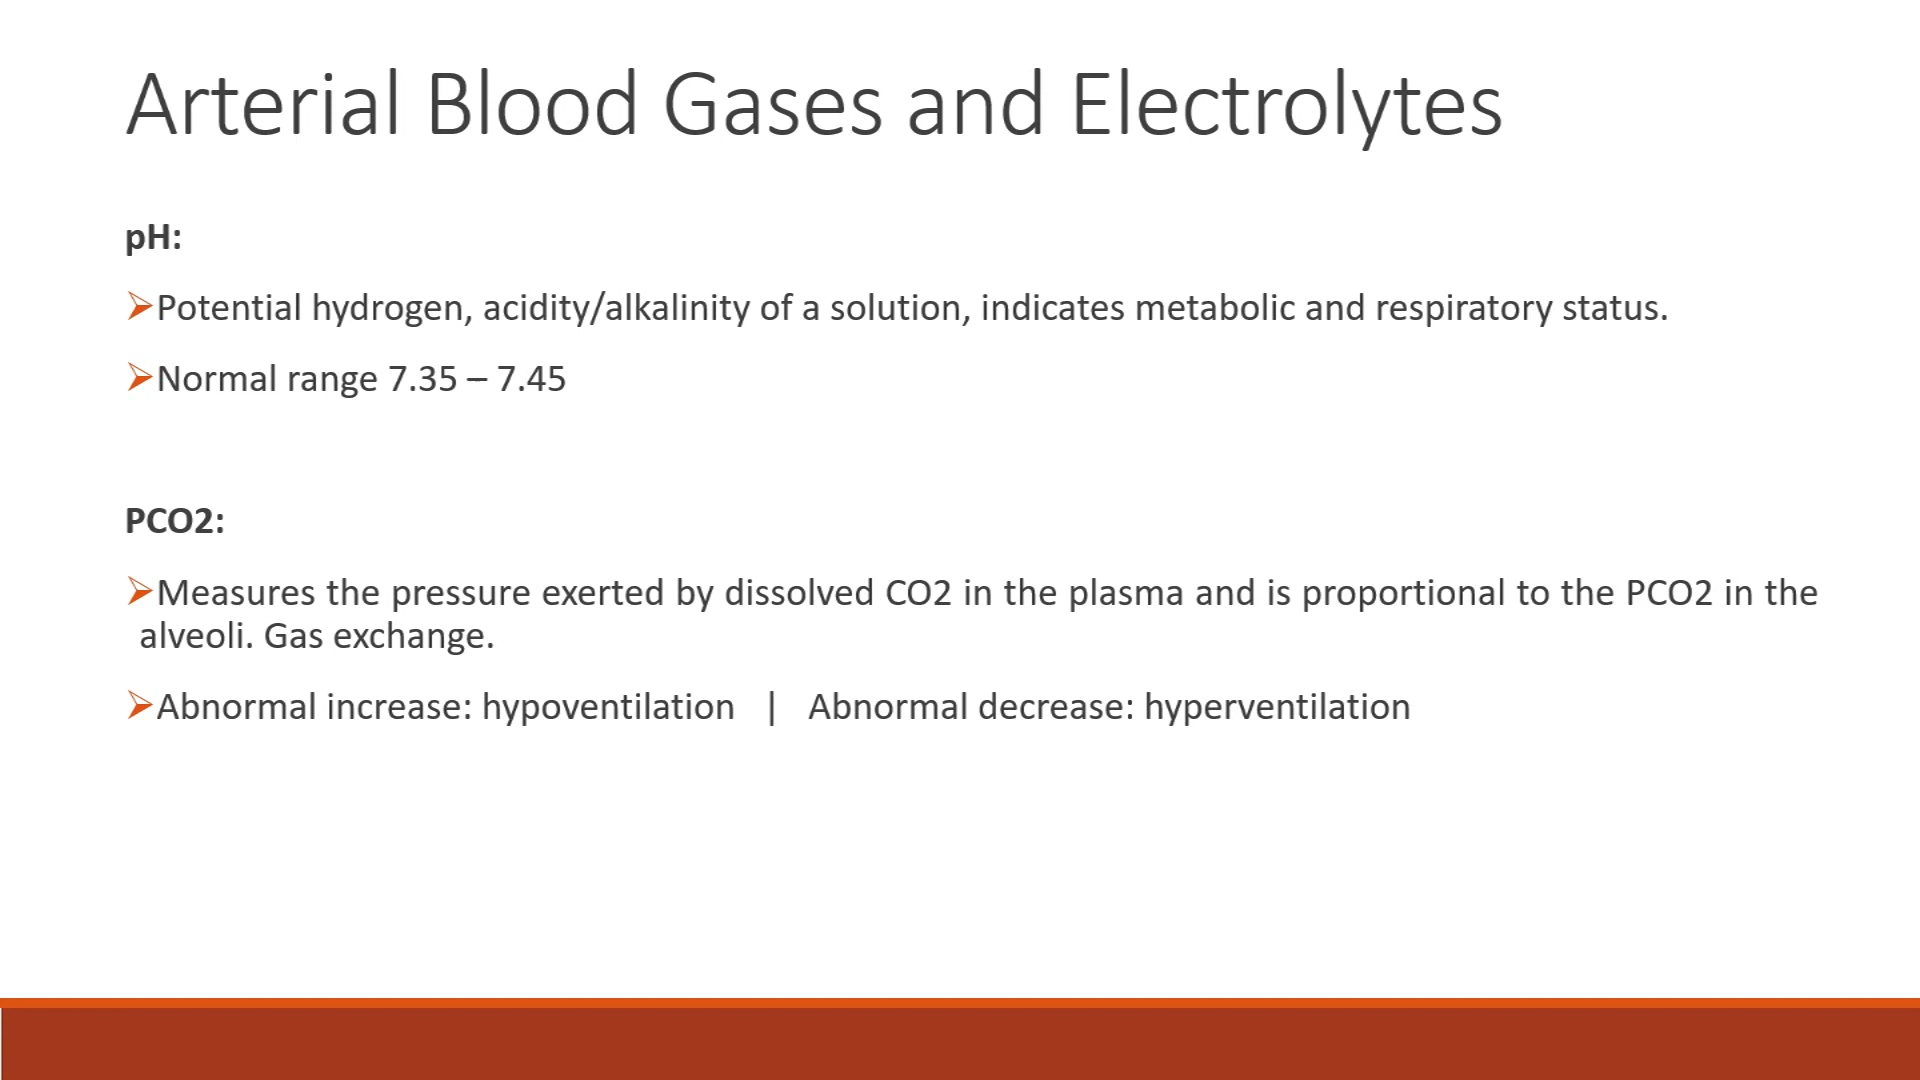 Arterial Blood Gases and Electrolytes
pH:
➢Potential hydrogen, acidity/alkalinity of a solution, indicates metabolic and respiratory status.
➢Normal range 7.35 – 7.45
PCO2:
➢Measures the pressure exerted by dissolved CO2 in the plasma and is proportional to the PCO2 in the
alveoli. Gas exchange.
➢Abnormal increase: hypoventilation | Abnormal decrease: hyperventilation